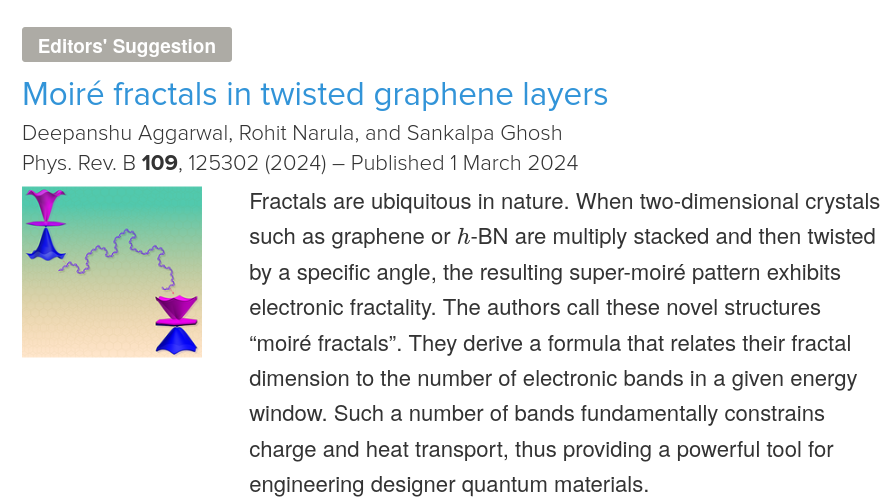 Editors' Suggestion
Moiré fractals in twisted graphene layers
Deepanshu Aggarwal, Rohit Narula, and Sankalpa Ghosh
Phys. Rev. B 109, 125302 (2024) – Published 1 March 2024
Fractals are ubiquitous in nature. When two-dimensional crystals
such as graphene or h-BN are multiply stacked and then twisted
by a specific angle, the resulting super-moiré pattern exhibits
electronic fractality. The authors call these novel structures
“moiré fractals”. They derive a formula that relates their fractal
dimension to the number of electronic bands in a given energy
window. Such a number of bands fundamentally constrains
charge and heat transport, thus providing a powerful tool for
engineering designer quantum materials.